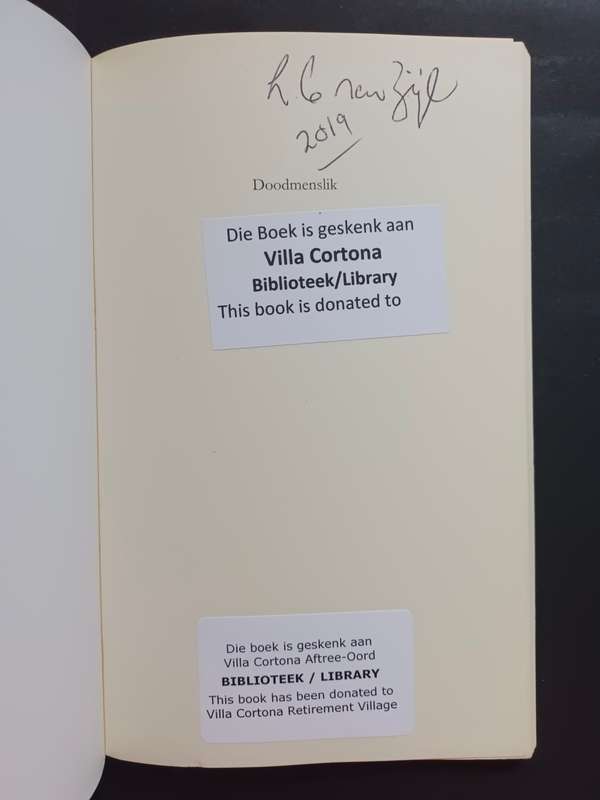 L C van Zijl
2019
Doodmenslik
Die Boek is geskenk aan
Villa Cortona
Biblioteek/Library
This book is donated to
Die boek is geskenk aan
Villa Cortona Aftree-Oord
BIBLIOTEEK / LIBRARY
This book has been donated to
Villa Cortona Retirement Village